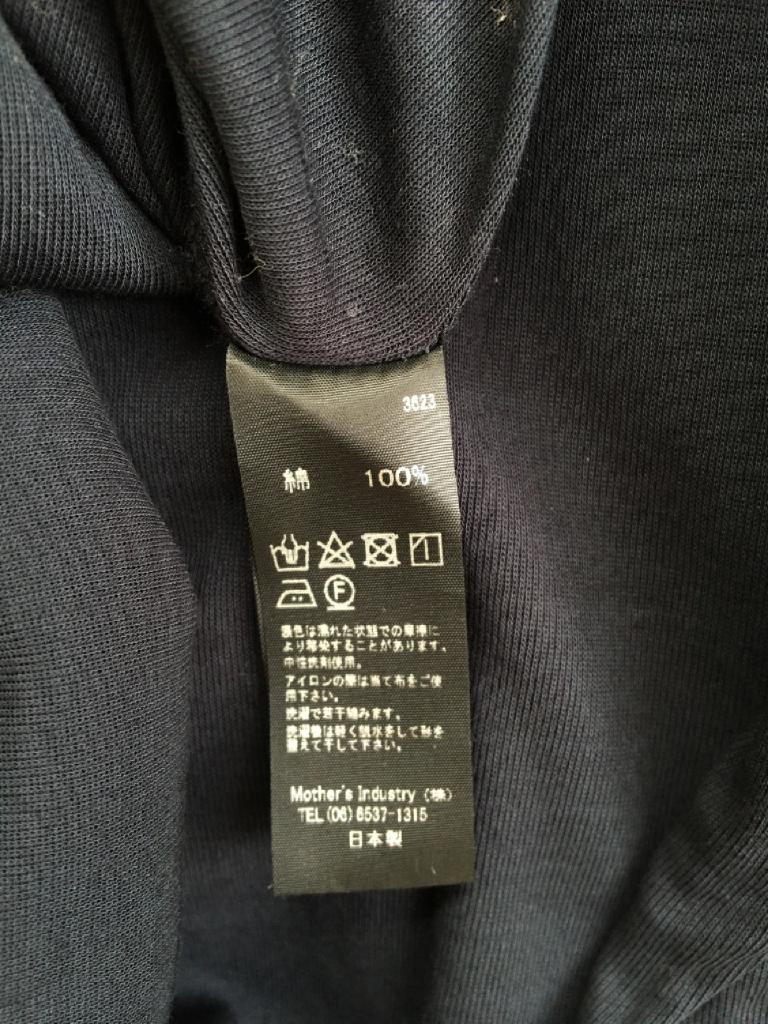 3623
綿 100%
F
濃色は濡れた状態での摩擦に
より移染することがあります。
中性洗剤使用。
アイロンの際は当て布をご使
用下さい。
洗濯で若干縮みます。
洗濯後は軽く脱水をして形を
整えて干して下さい。
Mother's Industry (株)
TEL(06)6537-1315
日本製